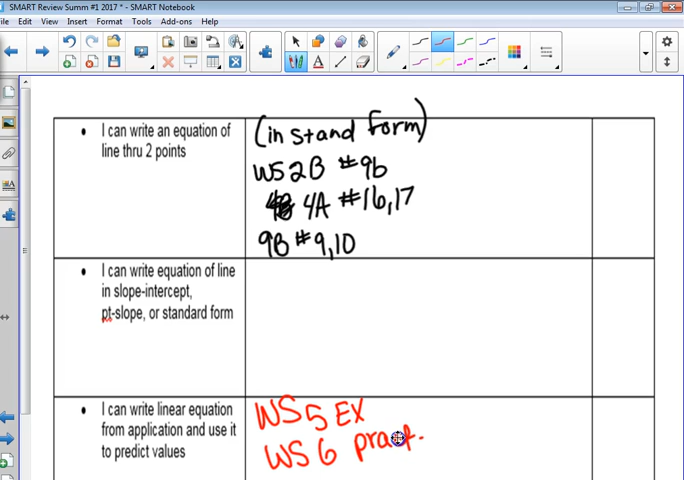 SMART Review Summ #1 2017 * - SMART Notebook
File Edit View Insert Format Tools Add-ons Help
• I can write an equation of
line thru 2 points
(in stand form)
WS 2B #9b
4A #16,17
9B #9,10
• I can write equation of line
in slope-intercept,
pt-slope, or standard form
• I can write linear equation
from application and use it
to predict values
WS 5 EX
WS 6